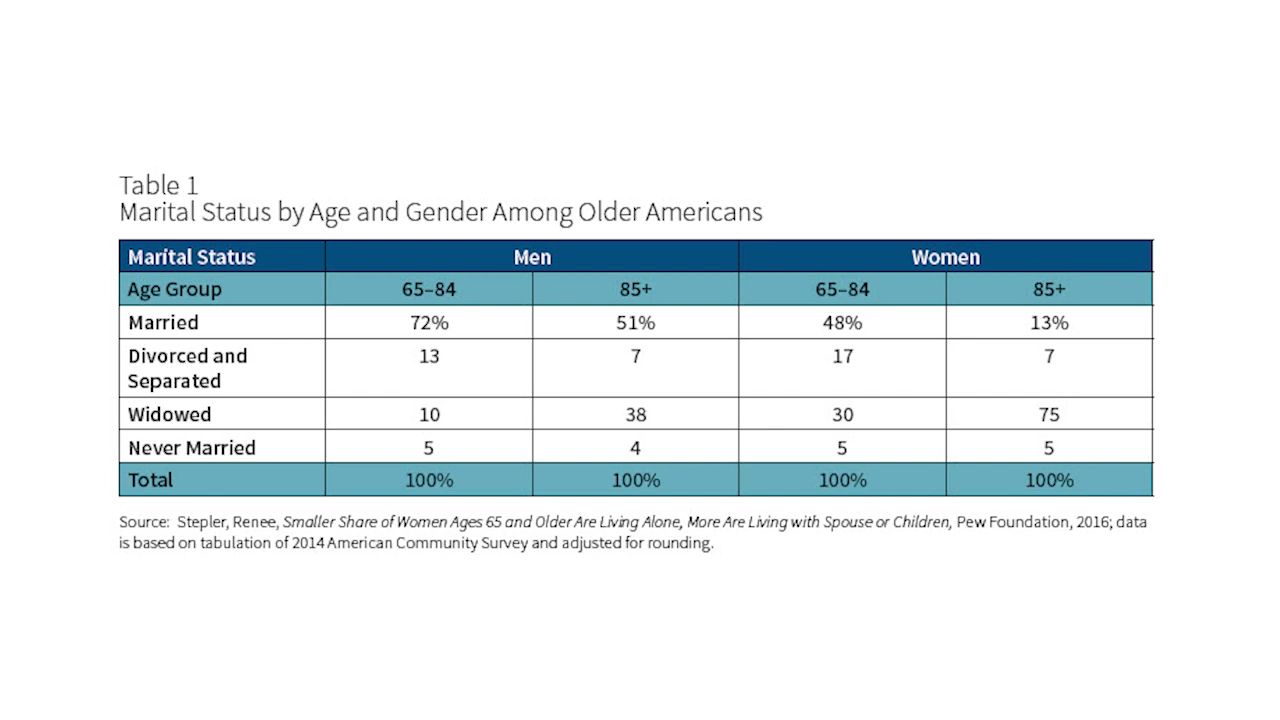 Table 1
Marital Status by Age and Gender Among Older Americans
Marital Status Men Women
Age Group 65–84 85+ 65–84 85+
Married 72% 51% 48% 13%
Divorced and 13 7 17 7
Separated
Widowed 10 38 30 75
Never Married 5 4 5 5
Total 100% 100% 100% 100%
Source: Stepler, Renee, Smaller Share of Women Ages 65 and Older Are Living Alone, More Are Living with Spouse or Children, Pew Foundation, 2016; data
is based on tabulation of 2014 American Community Survey and adjusted for rounding.